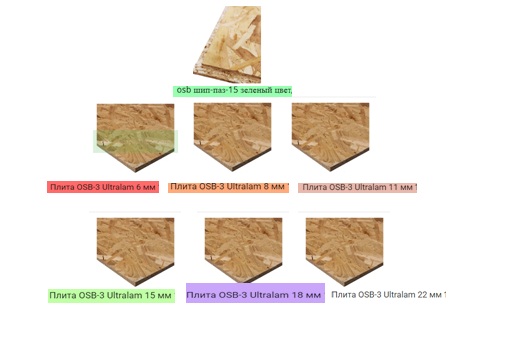 osb шип-паз-15 зеленый цвет,
Плита OSB-3 Ultralam 6 мм
Плита OSB-3 Ultralam 8 мм
Плита OSB-3 Ultralam 11 мм
Плита OSB-3 Ultralam 15 мм
Плита OSB-3 Ultralam 18 мм
Плита OSB-3 Ultralam 22 мм